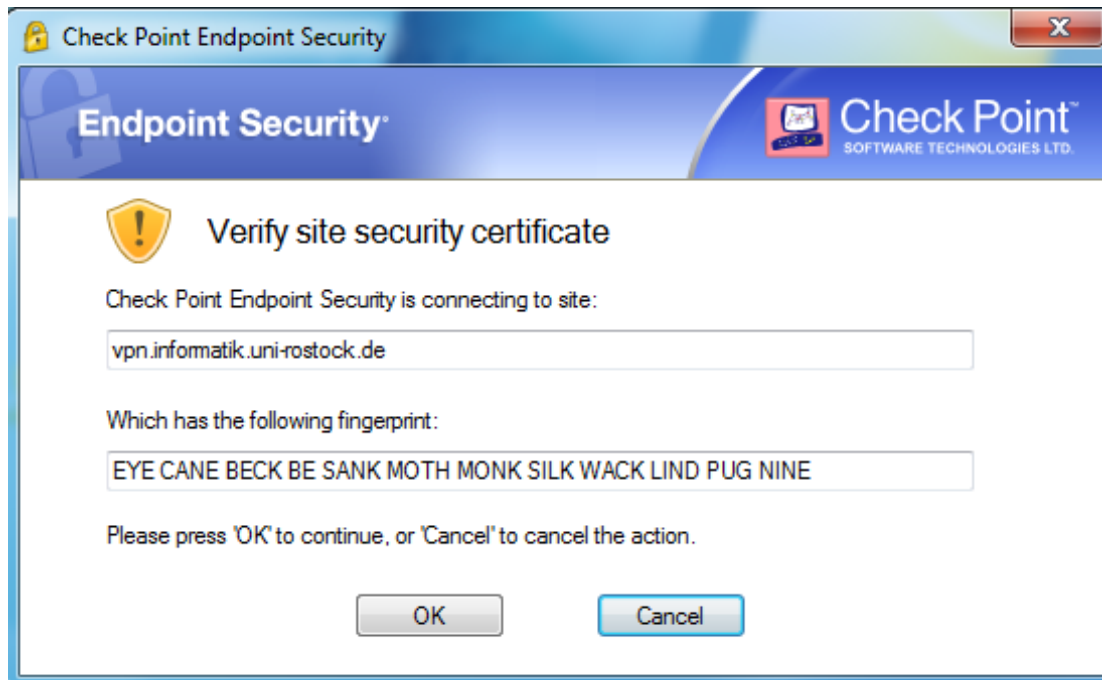 Check Point Endpoint Security
Endpoint Security
Check Point™
SOFTWARE TECHNOLOGIES LTD.
Verify site security certificate
Check Point Endpoint Security is connecting to site:
vpn.informatik.uni-rostock.de
Which has the following fingerprint:
EYE CANE BECK BE SANK MOTH MONK SILK WACK LIND PUG NINE
Please press 'OK' to continue, or 'Cancel' to cancel the action.
OK Cancel